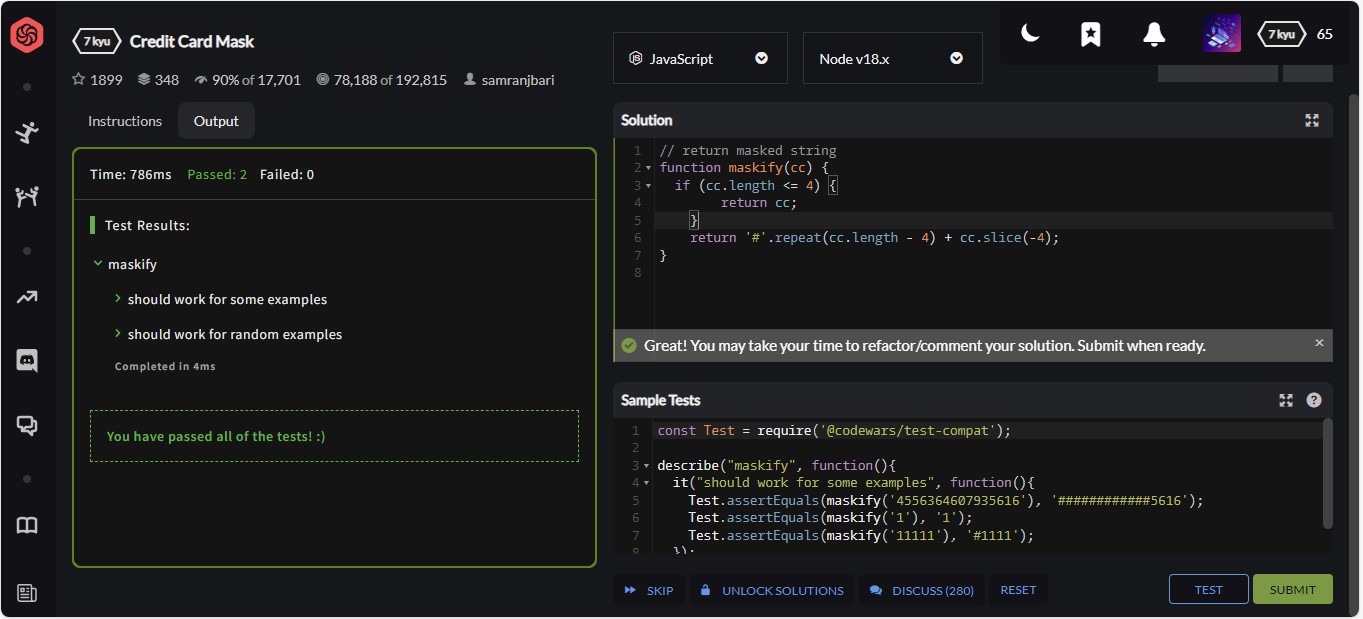 7 kyu Credit Card Mask
1899 348 90% of 17,701 78,188 of 192,815 samranjbari
JavaScript
Node v18.x
7 kyu 65
Instructions Output
Time: 786ms Passed: 2 Failed: 0
Test Results:
maskify
should work for some examples
should work for random examples
Completed in 4ms
You have passed all of the tests! :)
Solution
1 // return masked string
2 function maskify(cc) {
3 if (cc.length <= 4) {
4 return cc;
5 }
6 return '#'.repeat(cc.length - 4) + cc.slice(-4);
7 }
8
Great! You may take your time to refactor/comment your solution. Submit when ready. ×
Sample Tests ?
1 const Test = require('@codewars/test-compat');
2
3 describe("maskify", function(){
4 it("should work for some examples", function(){
5 Test.assertEquals(maskify('4556364607935616'), '############5616');
6 Test.assertEquals(maskify('1'), '1');
7 Test.assertEquals(maskify('11111'), '#1111');
8 });
SKIP UNLOCK SOLUTIONS DISCUSS (280) RESET TEST SUBMIT